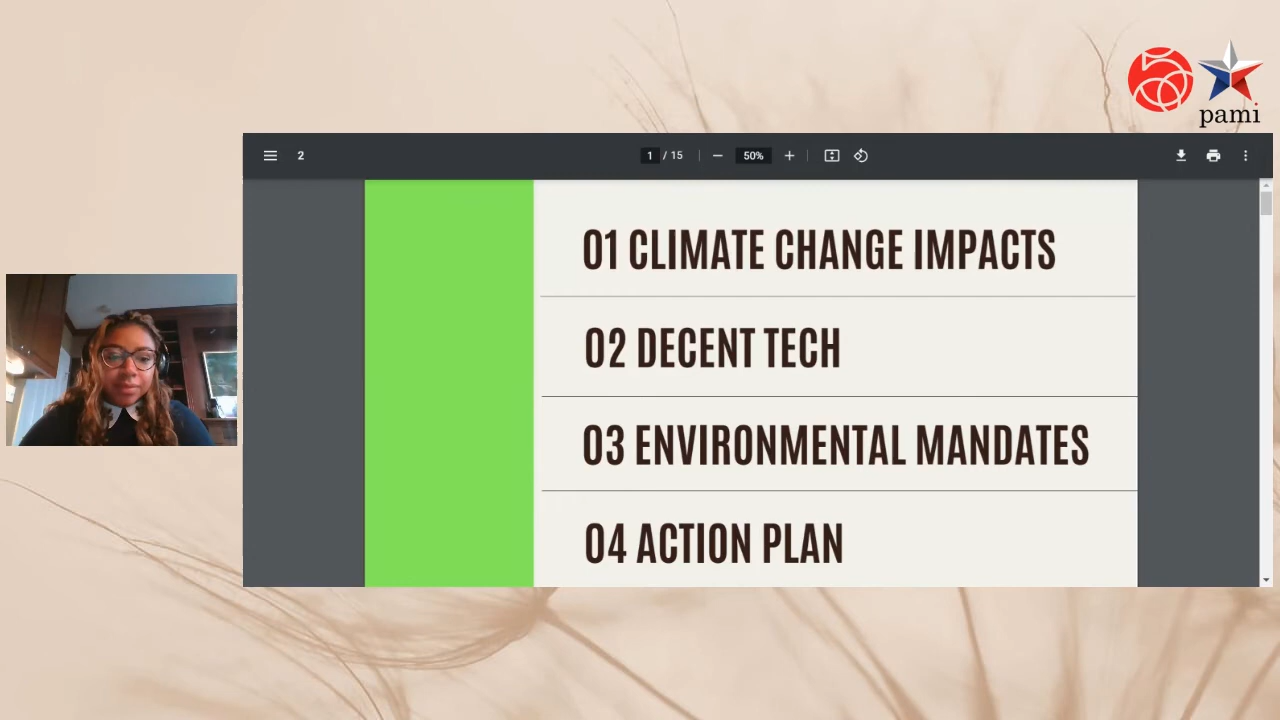 pami
2
1 / 15
50%
01 CLIMATE CHANGE IMPACTS
02 DECENT TECH
03 ENVIRONMENTAL MANDATES
04 ACTION PLAN